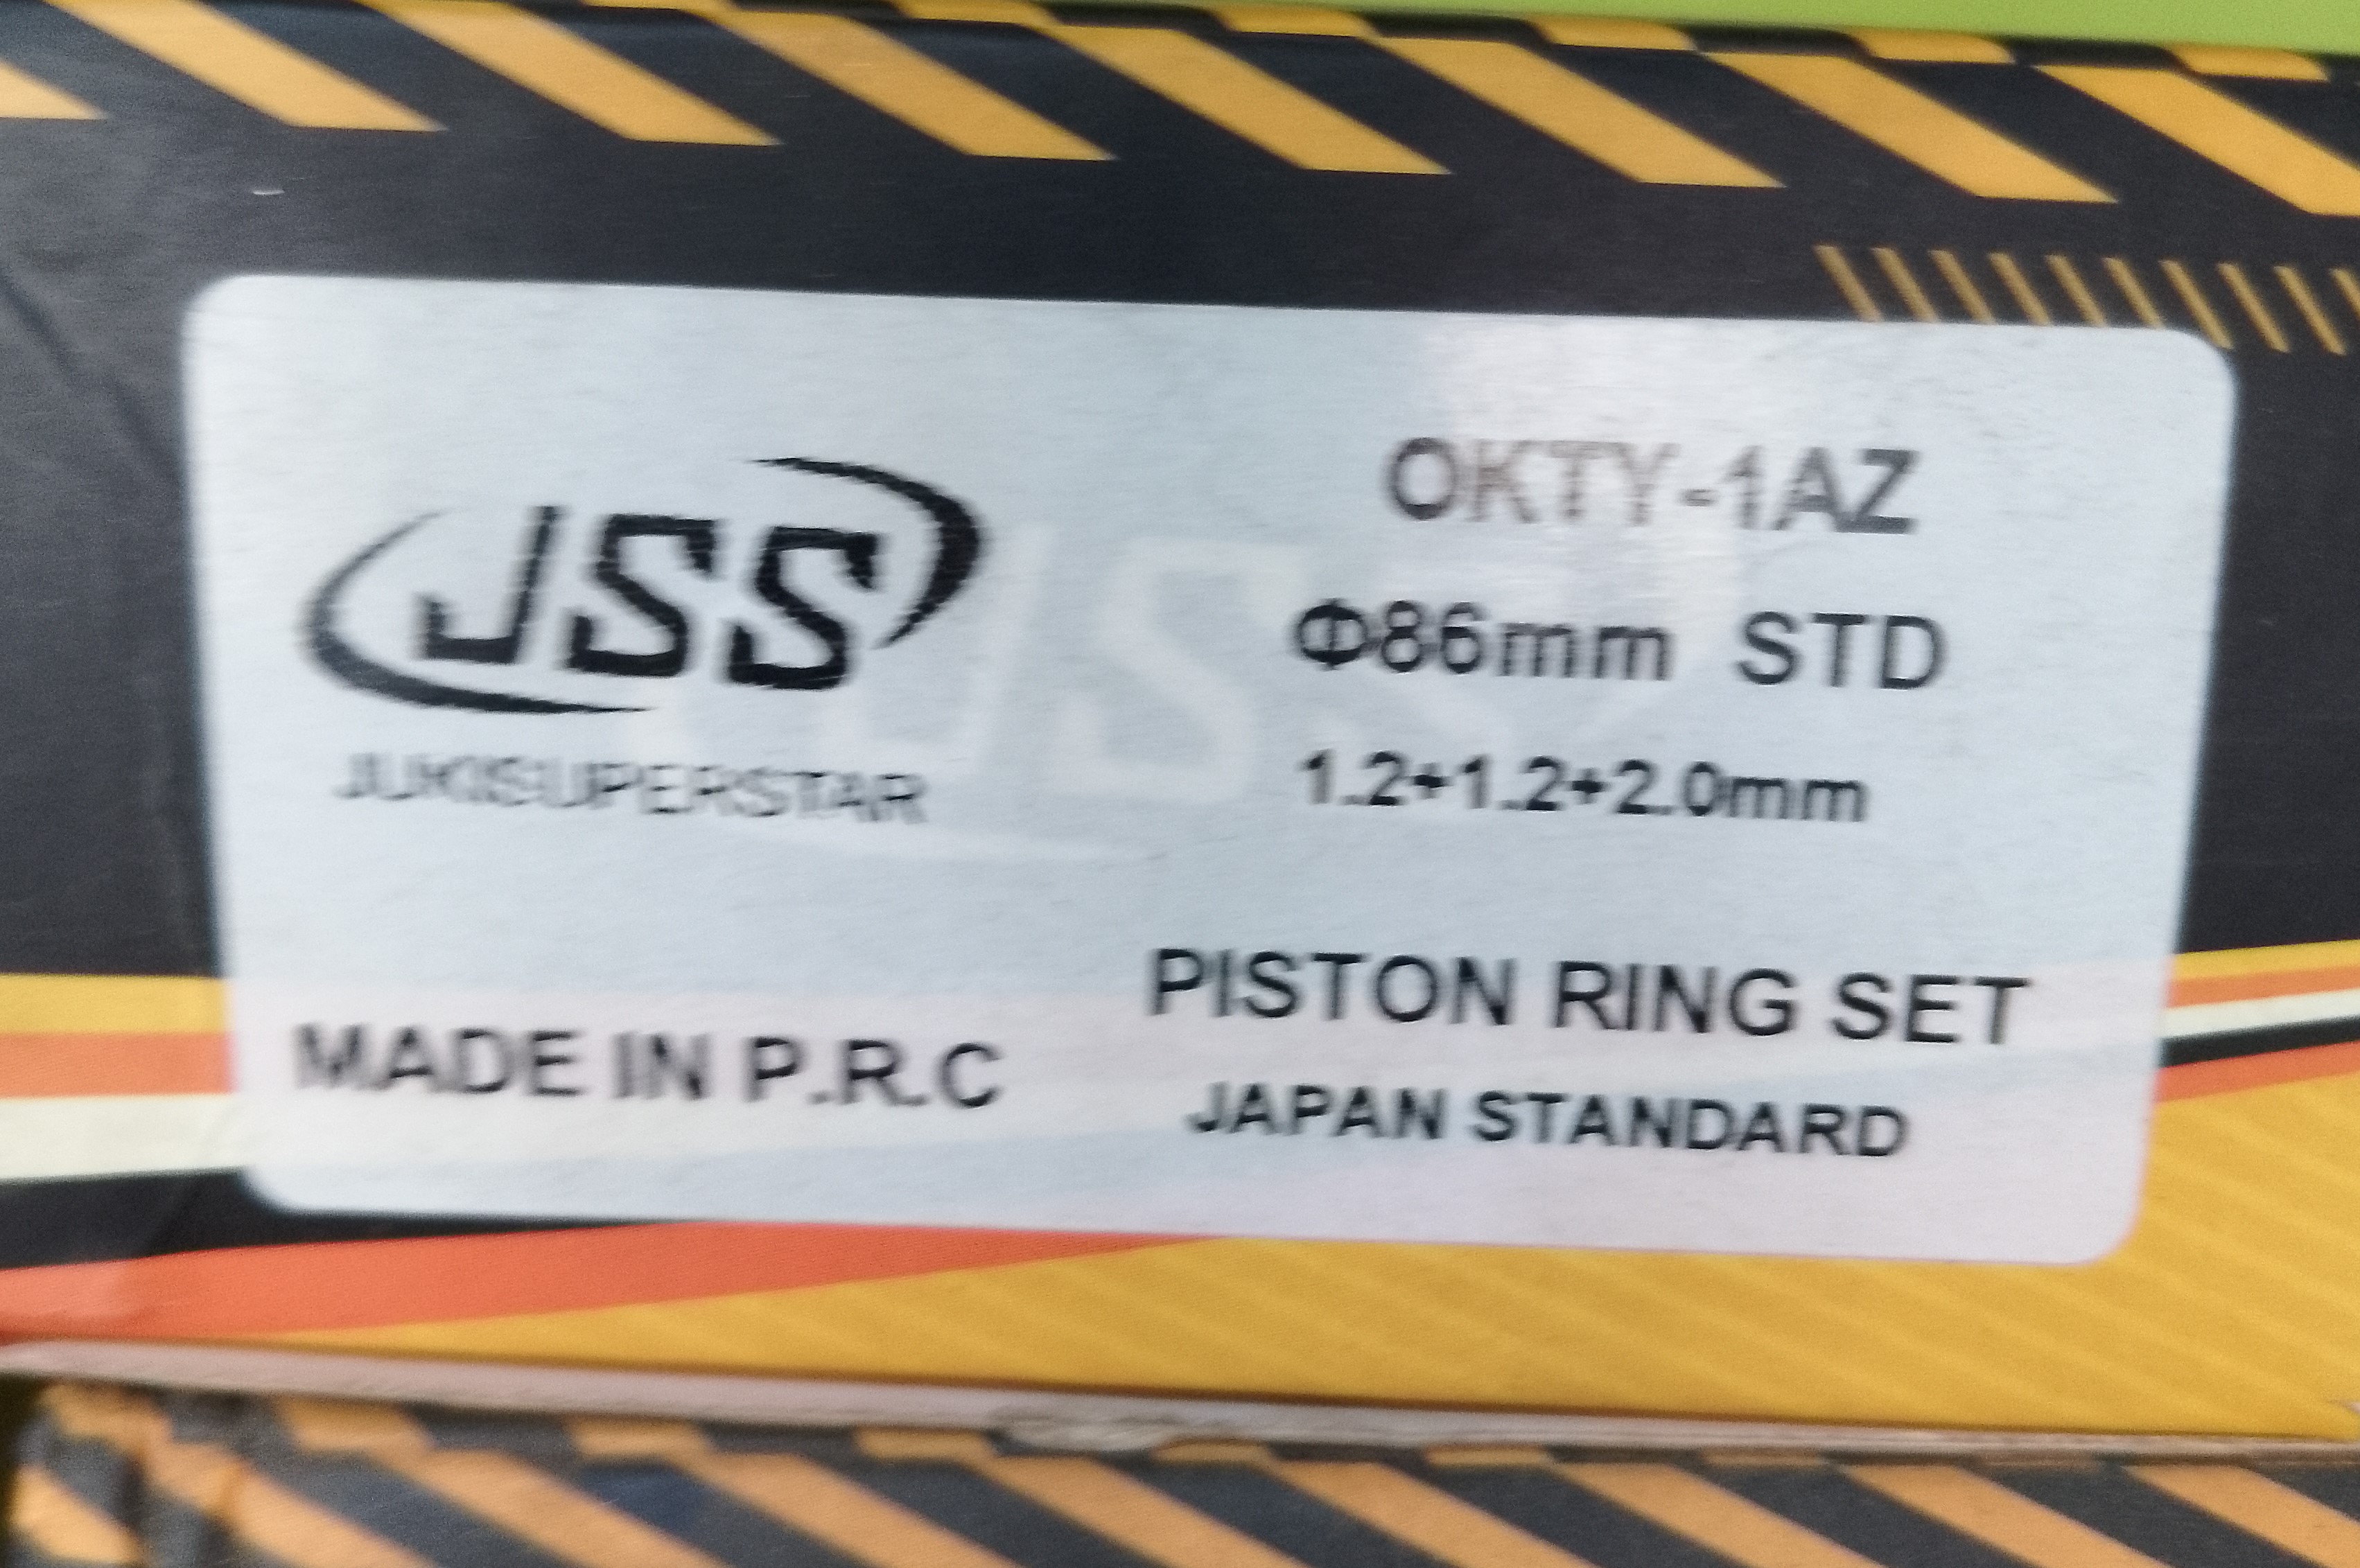 JSS
JUKISUPERSTAR
MADE IN P.R.C
OKTY-1AZ
Φ86mm STD
1.2+1.2+2.0mm
PISTON RING SET
JAPAN STANDARD